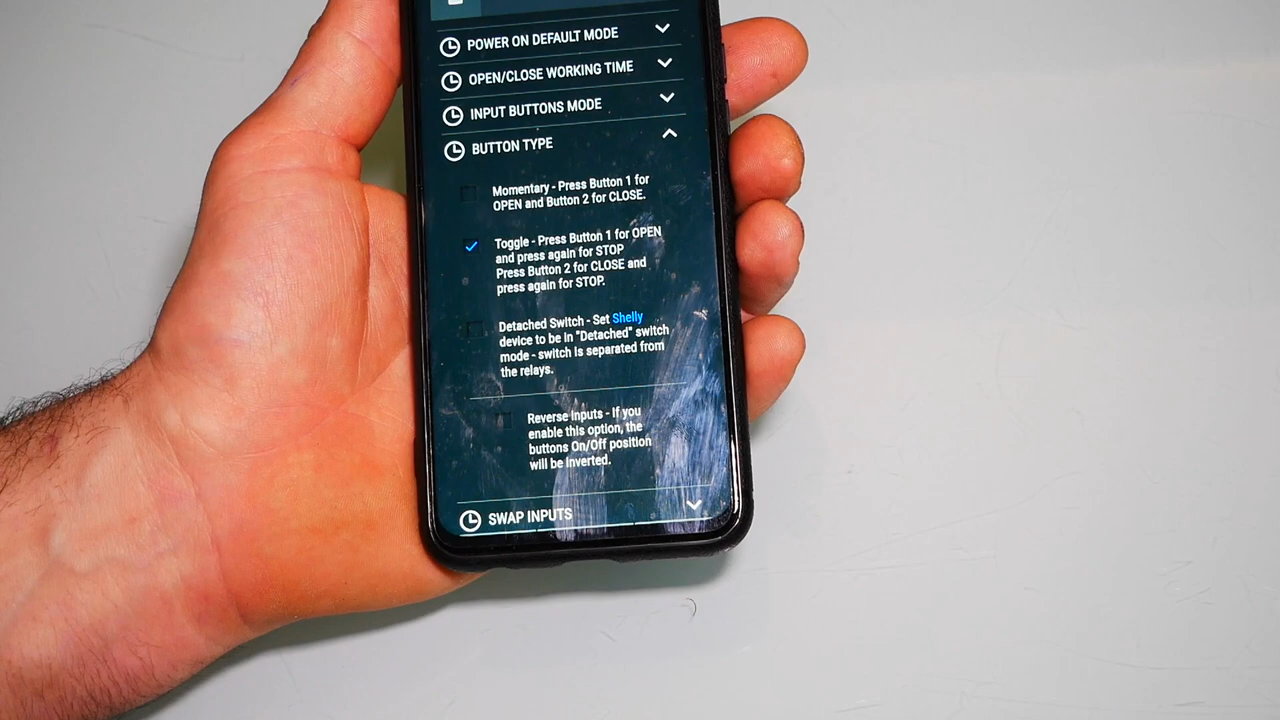 POWER ON DEFAULT MODE
OPEN/CLOSE WORKING TIME
INPUT BUTTONS MODE
BUTTON TYPE
Momentary - Press Button 1 for
OPEN and Button 2 for CLOSE.
Toggle - Press Button 1 for OPEN
and press again for STOP
Press Button 2 for CLOSE and
press again for STOP.
Detached Switch - Set Shelly
device to be in "Detached" switch
mode - switch is separated from
the relays.
Reverse Inputs - If you
enable this option, the
buttons On/Off position
will be inverted.
SWAP INPUTS